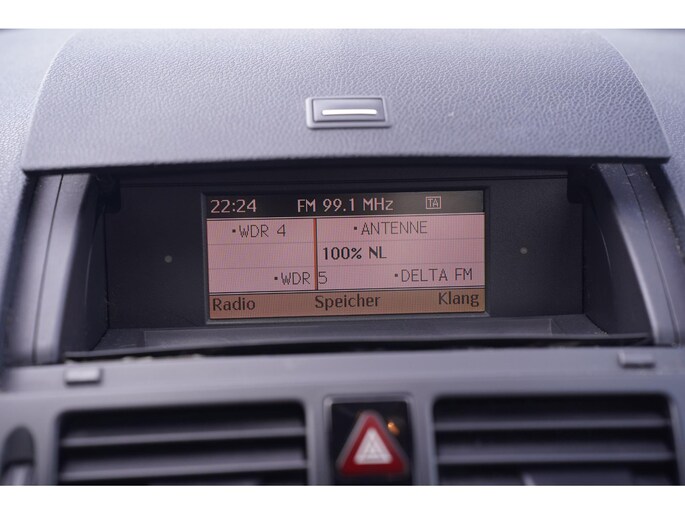 22:24 FM 99.1 MHz TA
•WDR 4 •ANTENNE
100% NL
•WDR 5 •DELTA FM
Radio Speicher Klang